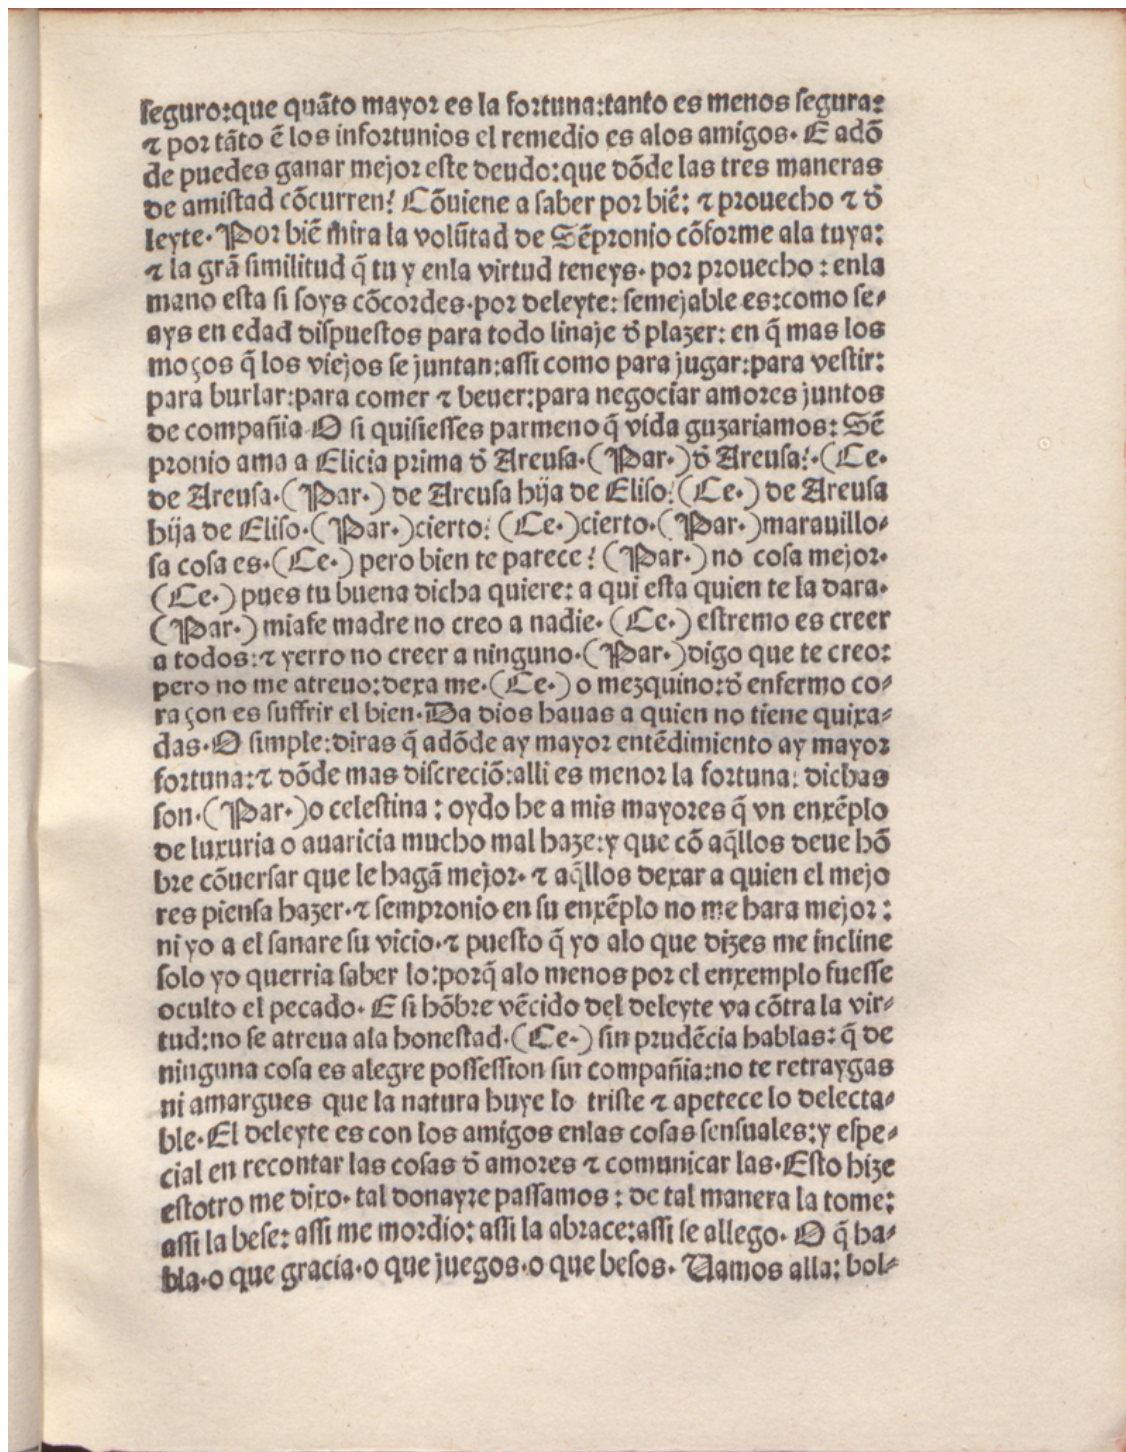 seguro:que quãto mayor es la fortuna:tanto es menos segura:
⁊ por tãto ẽ los infortunios el remedio es alos amigos. E adõ
de puedes ganar mejor este deudo:que dõde las tres maneras
de amistad cõcurren? Cõuiene a saber por biẽ: ⁊ prouecho ⁊ đ
leyte. Por biẽ mira la volũtad de Sẽpronio cõforme ala tuya:
⁊ la grã similitud q̃ tu y enla virtud teneys. por prouecho : enla
mano esta si soys cõcordes.por deleyte: semejable es:como se-
ays en edad dispuestos para todo linaje đ plazer: en q̃ mas los
moços q̃ los viejos se juntan:assi como para jugar:para vestir:
para burlar:para comer ⁊ beuer:para negociar amores juntos
de compañia O si quisiesses parmeno q̃ vida guzariamos: Sẽ
pronio ama a Elicia prima đ Areusa.(Par.)đ Areusa?.(Ce.
de Areusa.(Par.) de Areusa hija de Eliso?(Ce.) de Areusa
hija de Eliso.(Par.)cierto? (Ce.)cierto.(Par.)marauillo-
sa cosa es.(Ce.) pero bien te parece? (Par.) no cosa mejor.
(Ce.) pues tu buena dicha quiere: a qui esta quien te la dara.
(Par.) miafe madre no creo a nadie. (Ce.) estremo es creer
a todos:⁊ yerro no creer a ninguno.(Par.)digo que te creo:
pero no me atreuo:dexa me.(Ce.) o mezquino:đ enfermo co-
raçon es suffrir el bien.Da dios hauas a quien no tiene quixa-
das.O simple:diras q̃ adõde ay mayor entẽdimiento ay mayor
fortuna:⁊ dõde mas discreciõ:alli es menor la fortuna: dichas
son.(Par.)o celestina : oydo he a mis mayores q̃ vn enxẽplo
de luxuria o auaricia mucho mal haze:y que cõ aq̃llos deue hõ
bre cõuersar que le hagã mejor. ⁊ aq̃llos dexar a quien el mejo
res piensa hazer.⁊ sempronio en su enxẽplo no me hara mejor :
ni yo a el sanare su vicio.⁊ puesto q̃ yo alo que dizes me incline
solo yo querria saber lo:porq̃ alo menos por el enxemplo fuesse
oculto el pecado. E si hõbre vẽcido del deleyte va cõtra la vir-
tud:no se atreua ala honestad.(Ce.) sin prudẽcia hablas: q̃ de
ninguna cosa es alegre possession sin compañia:no te retraygas
ni amargues que la natura huye lo triste ⁊ apetece lo delecta-
ble.El deleyte es con los amigos enlas cosas sensuales:y espe-
cial en recontar las cosas đ amores ⁊ comunicar las.Esto hize
estotro me dixo. tal donayre passamos : de tal manera la tome:
assi la bese: assi me mordio: assi la abrace:assi se allego. O q̃ ha-
bla.o que gracia.o que juegos.o que besos. Uamos alla: bol-